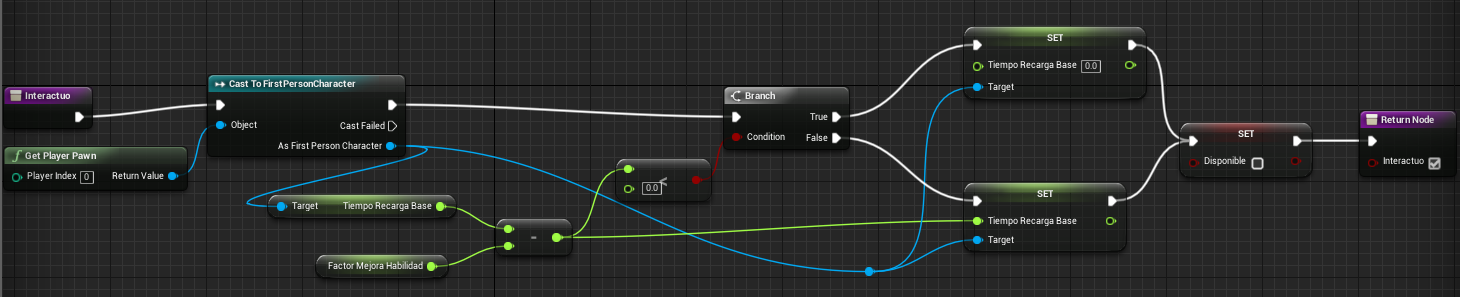 Interactuo
Get Player Pawn
Player Index 0
Return Value
Cast To FirstPersonCharacter
Object
Cast Failed
As First Person Character
Target
Tiempo Recarga Base
Factor Mejora Habilidad
-
0.0
<
Branch
Condition
True
False
SET
Tiempo Recarga Base 0.0
Target
SET
Tiempo Recarga Base
Target
SET
Disponible
Return Node
Interactuo